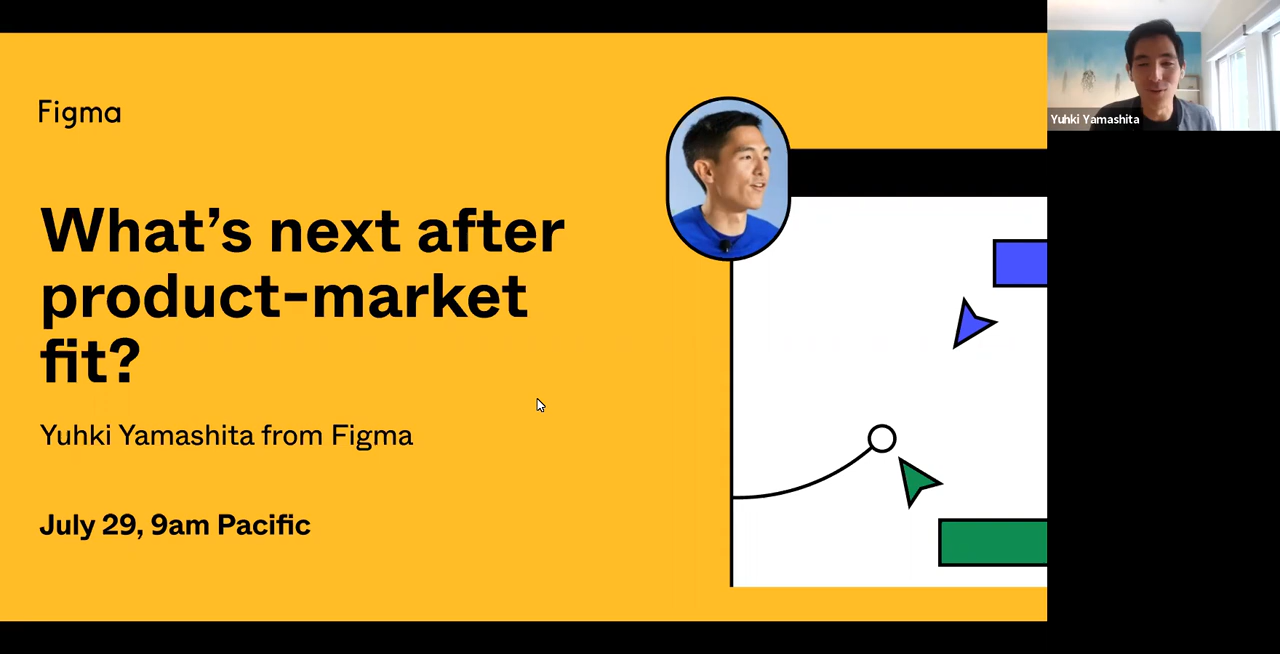 Figma
What’s next after
product-market
fit?
Yuhki Yamashita from Figma
July 29, 9am Pacific
Yuhki Yamashita